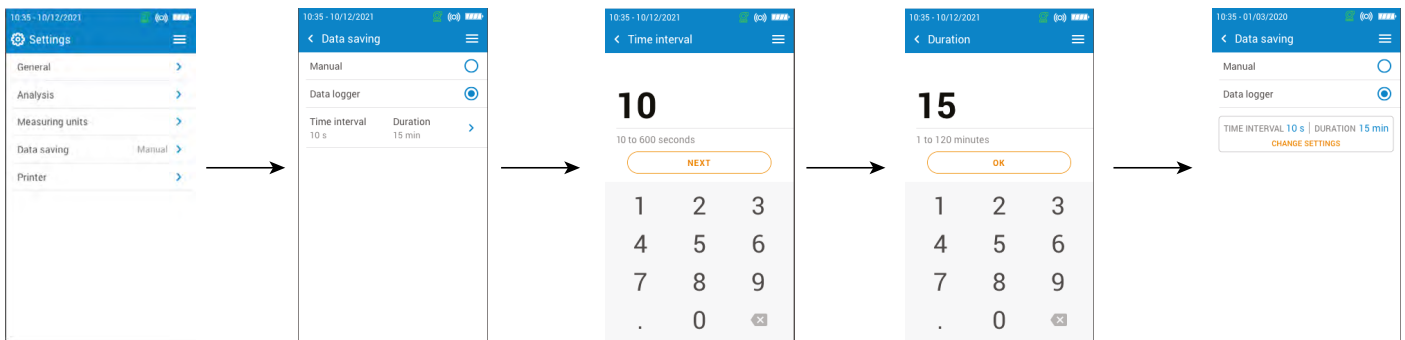 10:35 - 10/12/2021
Settings
General
Analysis
Measuring units
Data saving Manual
Printer
10:35 - 10/12/2021
Data saving
Manual
Data logger
Time interval Duration
10 s 15 min
10:35 - 10/12/2021
Time interval
10
10 to 600 seconds
NEXT
1 2 3
4 5 6
7 8 9
. 0
10:35 - 10/12/2021
Duration
15
1 to 120 minutes
OK
1 2 3
4 5 6
7 8 9
. 0
10:35 - 01/03/2020
Data saving
Manual
Data logger
TIME INTERVAL 10 s | DURATION 15 min
CHANGE SETTINGS